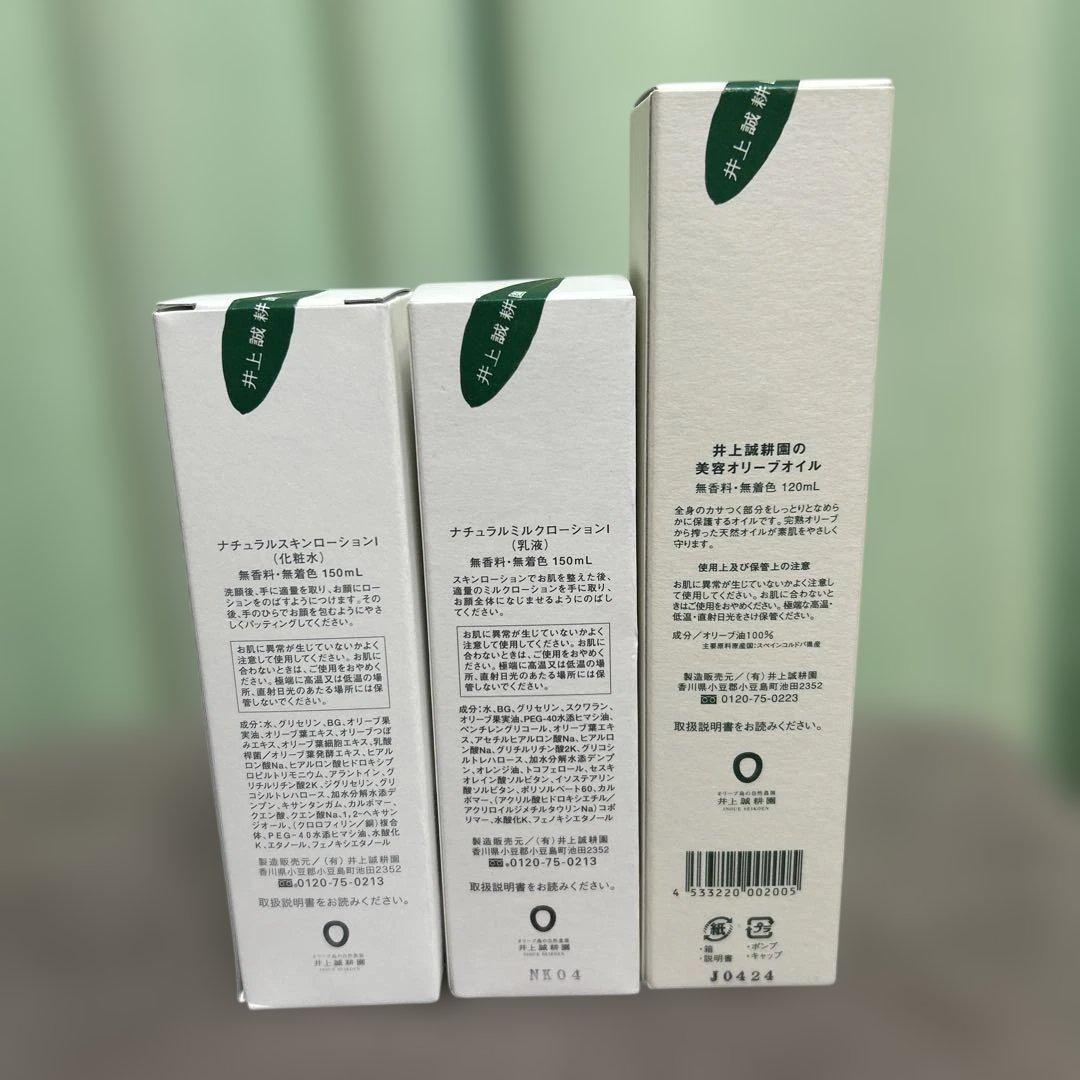 井上誠耕園
ナチュラルスキンローションⅠ
(化粧水)
無香料・無着色 150mL
洗顔後、手に適量を取り、お顔にロー
ションをのばすようにつけます。その
後、手のひらでお顔を包むようにやさ
しくパッティングしてください。
お肌に異常が生じていないかよく
注意して使用してください。お肌に
合わないときは、ご使用をおやめくだ
さい。極端に高温又は低温の場
所、直射日光のあたる場所には保
管しないでください。
成分:水、グリセリン、BG、オリーブ果
実油、オリーブ葉エキス、オリーブつぼ
みエキス、オリーブ葉細胞エキス、乳酸
桿菌/オリーブ葉発酵エキス、ヒアル
ロン酸Na、ヒアルロン酸ヒドロキシプ
ロピルトリモニウム、アラントイン、グ
リチルリチン酸2K、ジグリセリン、グリ
コシルトレハロース、加水分解水添デ
ンプン、キサンタンガム、カルボマー、
クエン酸、クエン酸Na、1,2-ヘキサン
ジオール、(クロロフィリン/銅)複合
体、PEG-40水添ヒマシ油、水酸化
K、エタノール、フェノキシエタノール
製造販売元/(有)井上誠耕園
香川県小豆郡小豆島町池田2352
0120-75-0213
取扱説明書をお読みください。
オリーブ島の自然農園
井上誠耕園
INOUE SEIKOEN
井上誠耕園
ナチュラルミルクローションⅠ
(乳液)
無香料・無着色 150mL
スキンローションでお肌を整えた後、
適量のミルクローションを手に取り、
お顔全体になじませるようにのばし
てください。
お肌に異常が生じていないかよく
注意して使用してください。お肌に
合わないときは、ご使用をおやめくだ
さい。極端に高温又は低温の場
所、直射日光のあたる場所には保
管しないでください。
成分:水、BG、グリセリン、スクワラン、
オリーブ果実油、PEG-40水添ヒマシ油、
ペンチレングリコール、オリーブ葉エキ
ス、アセチルヒアルロン酸Na、ヒアルロ
ン酸Na、グリチルリチン酸2K、グリコシ
ルトレハロース、加水分解水添デンプ
ン、オレンジ油、トコフェロール、セスキ
オレイン酸ソルビタン、イソステアリン
酸ソルビタン、ポリソルベート60、カル
ボマー、(アクリル酸ヒドロキシエチル/
アクリロイルジメチルタウリンNa)コポ
リマー、水酸化K、フェノキシエタノール
製造販売元/(有)井上誠耕園
香川県小豆郡小豆島町池田2352
0120-75-0213
取扱説明書をお読みください。
オリーブ島の自然農園
井上誠耕園
INOUE SEIKOEN
NK04
井上誠耕
井上誠耕園の
美容オリーブオイル
無香料・無着色 120mL
全身のカサつく部分をしっとりとなめら
かに保護するオイルです。完熟オリーブ
から搾った天然オイルが素肌をやさしく
守ります。
使用上及び保管上の注意
お肌に異常が生じていないかよく注意し
て使用してください。お肌に合わないと
きはご使用をおやめください。極端な高温・
低温・直射日光をさけ保管ください。
成分/オリーブ油100%
主要原料原産国:スペインコルドバ県産
製造販売元/(有)井上誠耕園
香川県小豆郡小豆島町池田2352
0120-75-0223
取扱説明書をお読みください。
オリーブ島の自然農園
井上誠耕園
INOUE SEIKOEN
4 533220 002005
紙
・箱
・説明書
プラ
・ポンプ
・キャップ
J0424